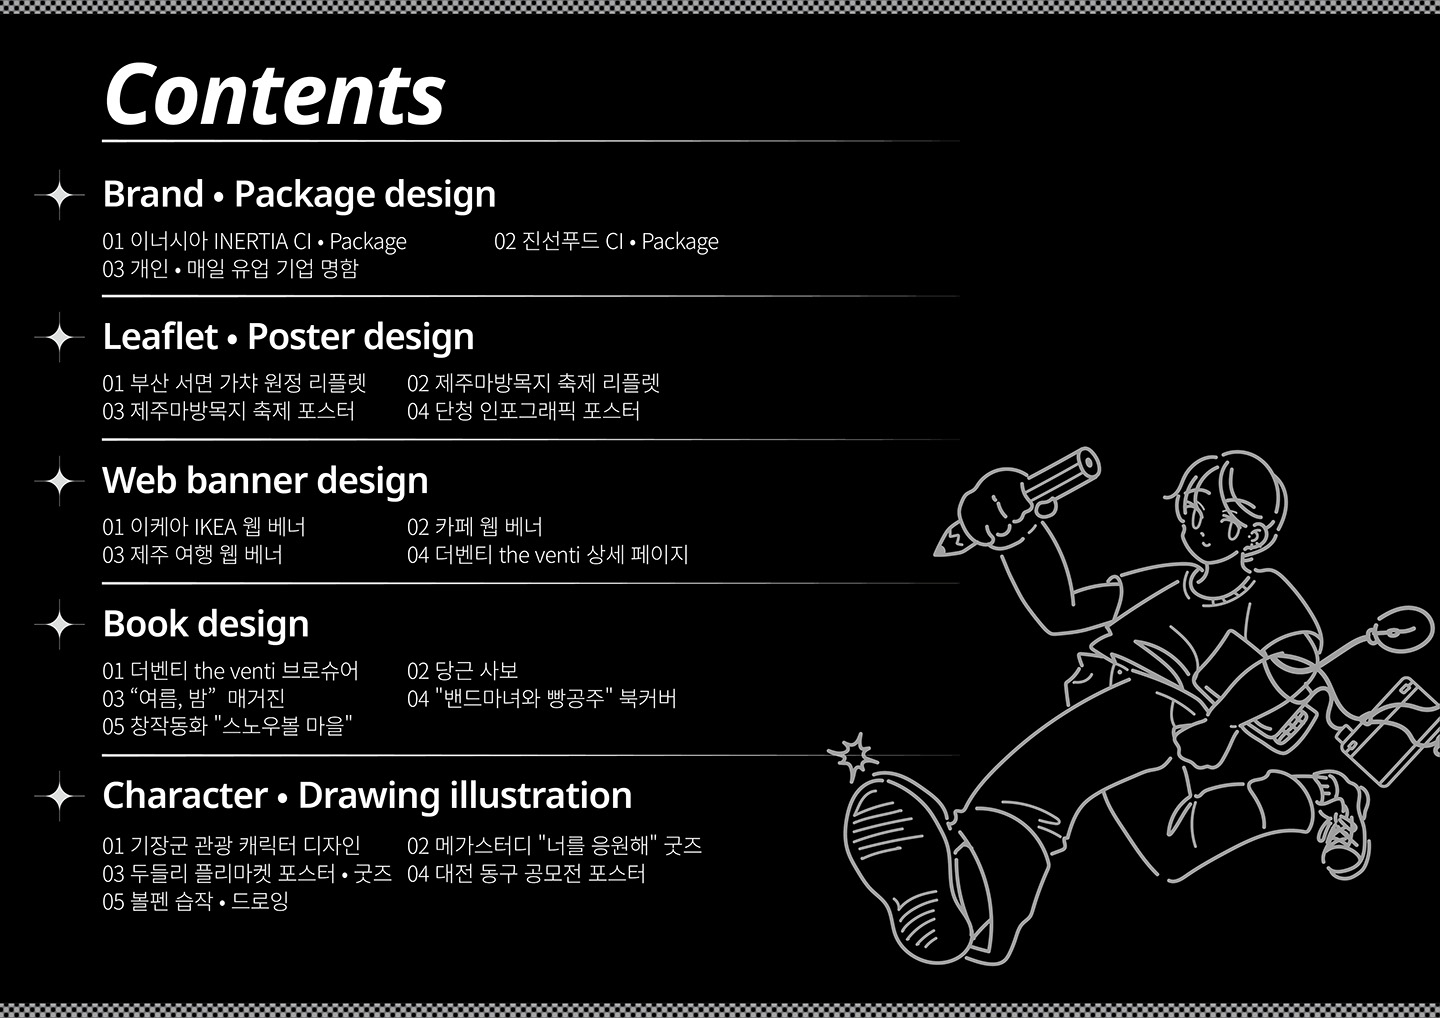 Contents
Brand • Package design
01 이너시아 INERTIA CI • Package
02 진선푸드 CI • Package
03 개인 • 매일 유업 기업 명함
Leaflet • Poster design
01 부산 서면 가챠 원정 리플렛
02 제주마방목지 축제 리플렛
03 제주마방목지 축제 포스터
04 단청 인포그래픽 포스터
Web banner design
01 이케아 IKEA 웹 베너
02 카페 웹 베너
03 제주 여행 웹 베너
04 더벤티 the venti 상세 페이지
Book design
01 더벤티 the venti 브로슈어
02 당근 사보
03 “여름, 밤” 매거진
04 "밴드마녀와 빵공주" 북커버
05 창작동화 "스노우볼 마을"
Character • Drawing illustration
01 기장군 관광 캐릭터 디자인
02 메가스터디 "너를 응원해" 굿즈
03 두들리 플리마켓 포스터 • 굿즈
04 대전 동구 공모전 포스터
05 볼펜 습작 • 드로잉